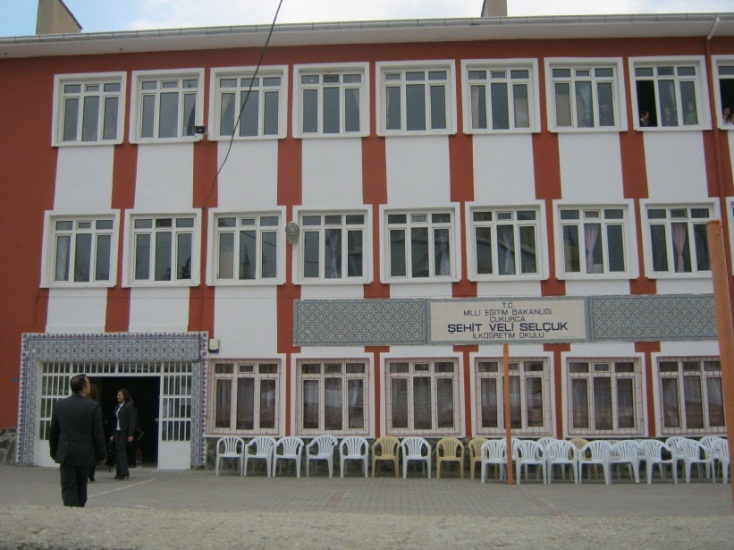 T.C.
MİLLİ EĞİTİM BAKANLIĞI
ÇUKURCA
ŞEHİT VELİ SELÇUK
İLKÖĞRETİM OKULU